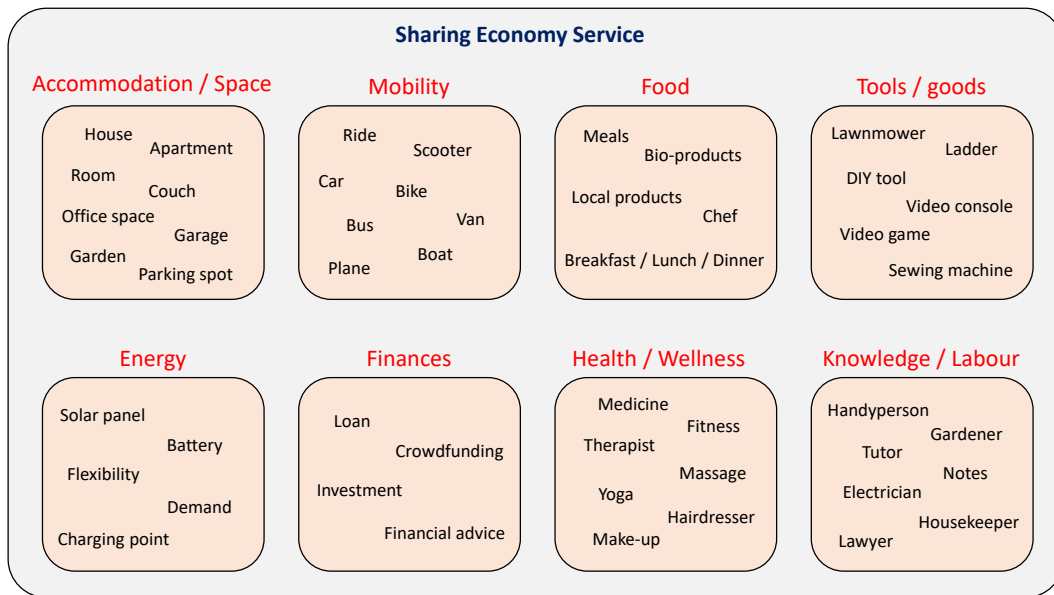 Sharing Economy Service
Accommodation / Space
House
Apartment
Room
Couch
Office space
Garage
Garden
Parking spot
Mobility
Ride
Scooter
Car
Bike
Bus
Van
Boat
Plane
Food
Meals
Bio-products
Local products
Chef
Breakfast / Lunch / Dinner
Tools / goods
Lawnmower
Ladder
DIY tool
Video console
Video game
Sewing machine
Energy
Solar panel
Battery
Flexibility
Demand
Charging point
Finances
Loan
Crowdfunding
Investment
Financial advice
Health / Wellness
Medicine
Fitness
Therapist
Massage
Yoga
Hairdresser
Make-up
Knowledge / Labour
Handyperson
Gardener
Tutor
Notes
Electrician
Housekeeper
Lawyer